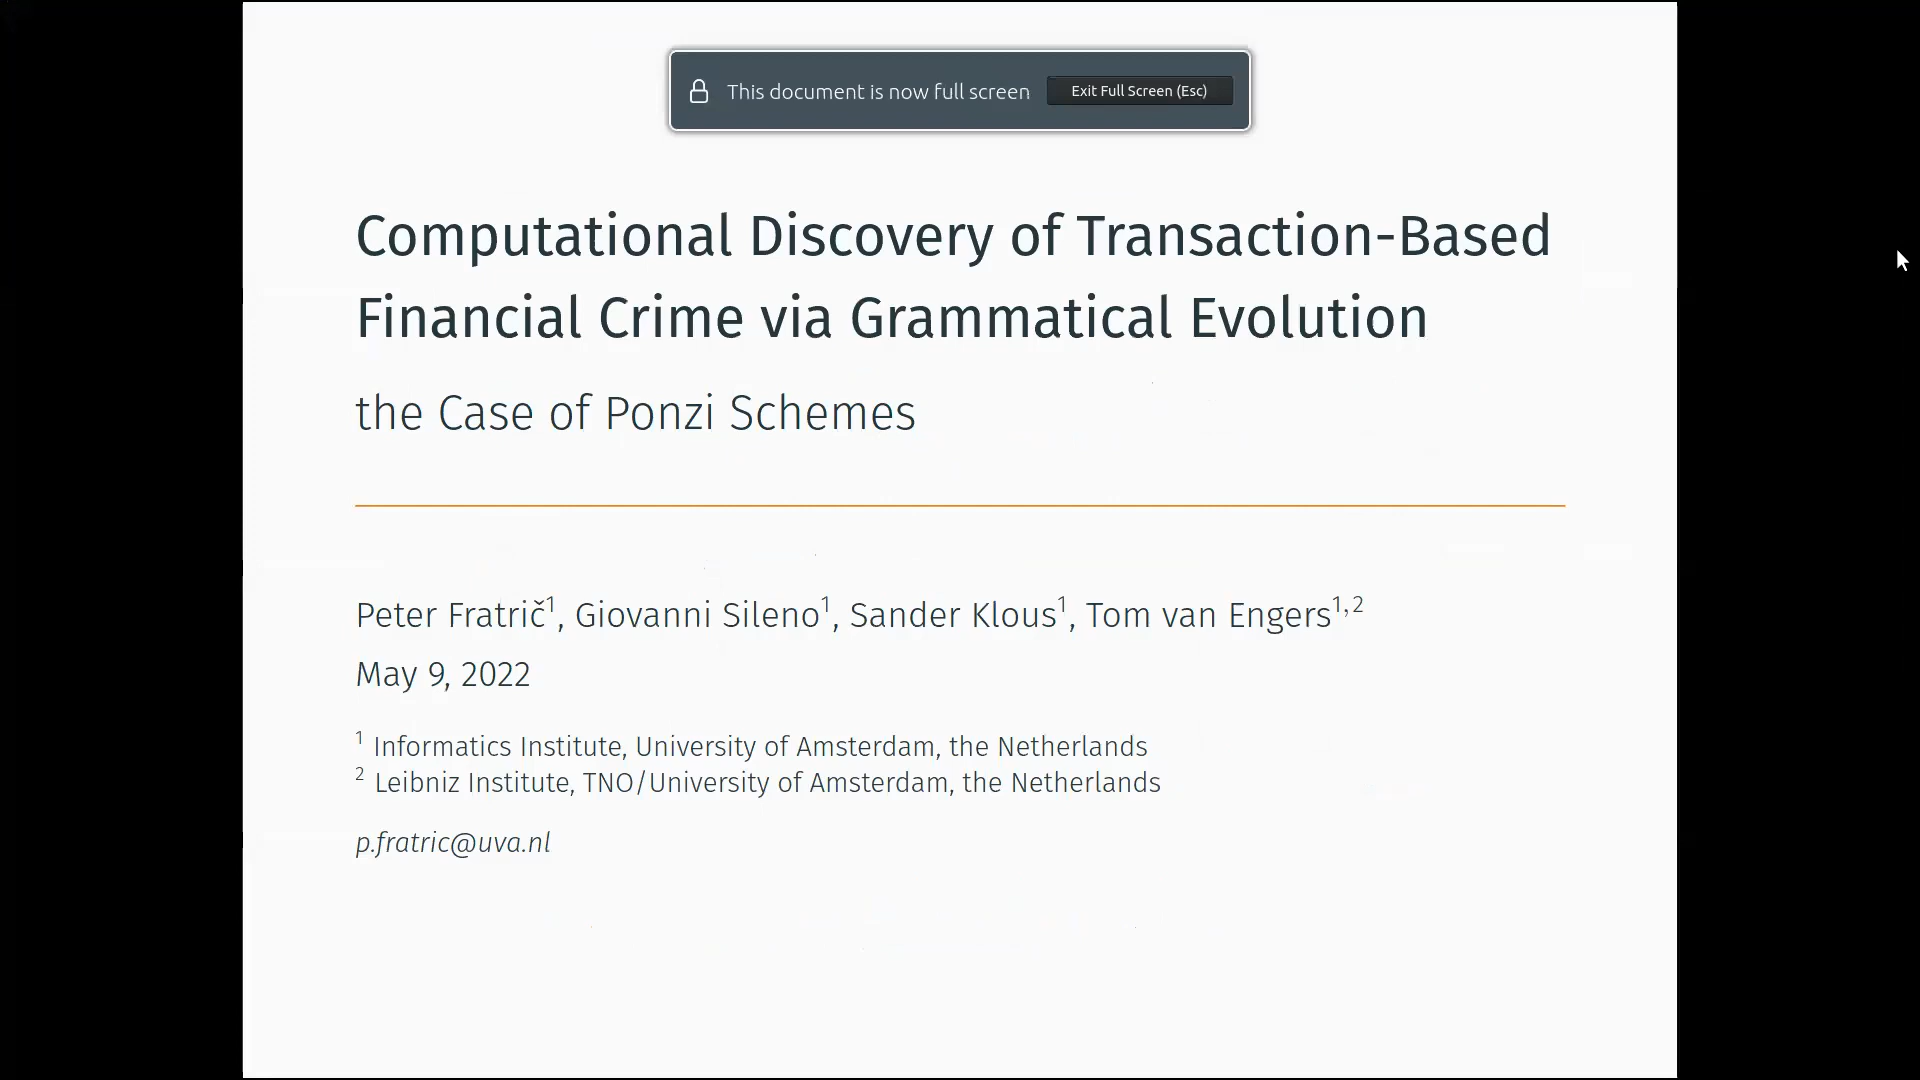 This document is now full screen Exit Full Screen (Esc)
Computational Discovery of Transaction-Based
Financial Crime via Grammatical Evolution
the Case of Ponzi Schemes
Peter Fratrič¹, Giovanni Sileno¹, Sander Klous¹, Tom van Engers¹,²
May 9, 2022
¹ Informatics Institute, University of Amsterdam, the Netherlands
² Leibniz Institute, TNO/University of Amsterdam, the Netherlands
p.fratric@uva.nl